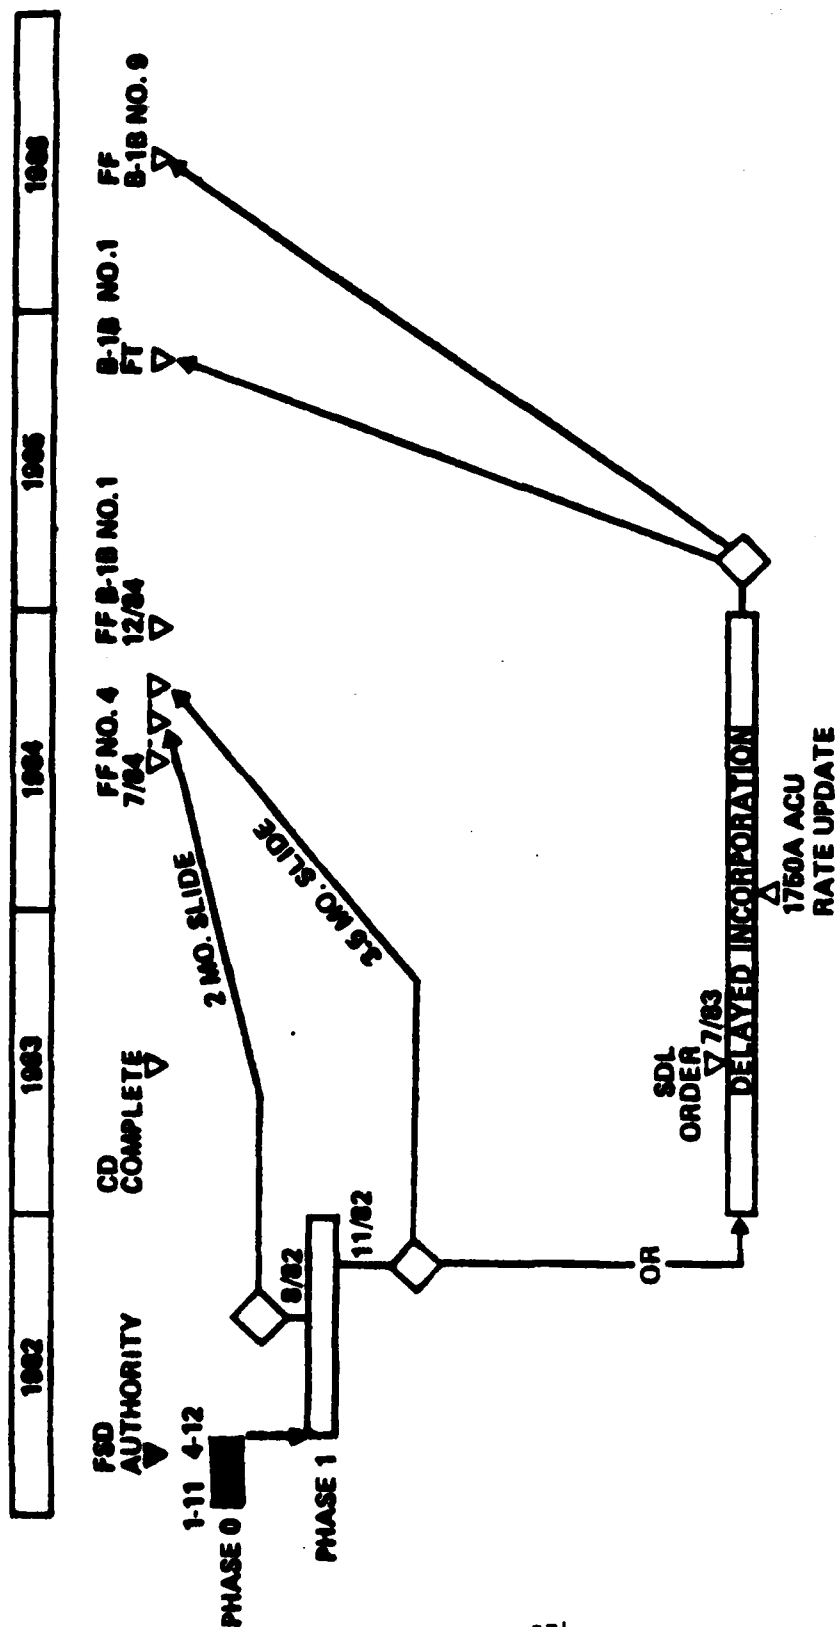 1982
1983
1984
1985
1986
FSD
AUTHORITY
CD
COMPLETE
FF NO. 4
7/84
FF B-1B NO.1
12/84
B-1B NO.1
FT
FF
B-1B NO. 9
1-11 4-12
PHASE 0
PHASE 1
8/82
2 MO. SLIDE
11/82
3.5 MO. SLIDE
OR
SDL
ORDER
7/83
DELAYED INCORPORATION
1750A ACU
RATE UPDATE